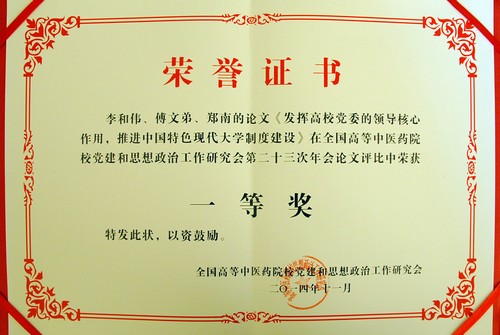 荣誉证书
李和伟、傅文第、郑南的论文《发挥高校党委的领导核心
作用，推进中国特色现代大学制度建设》在全国高等中医药院
校党建和思想政治工作研究会第二十三次年会论文评比中荣获
一等奖
特发此状，以资鼓励。
全国高等中医药院校党建和思想政治工作研究会
二〇一四年十一月